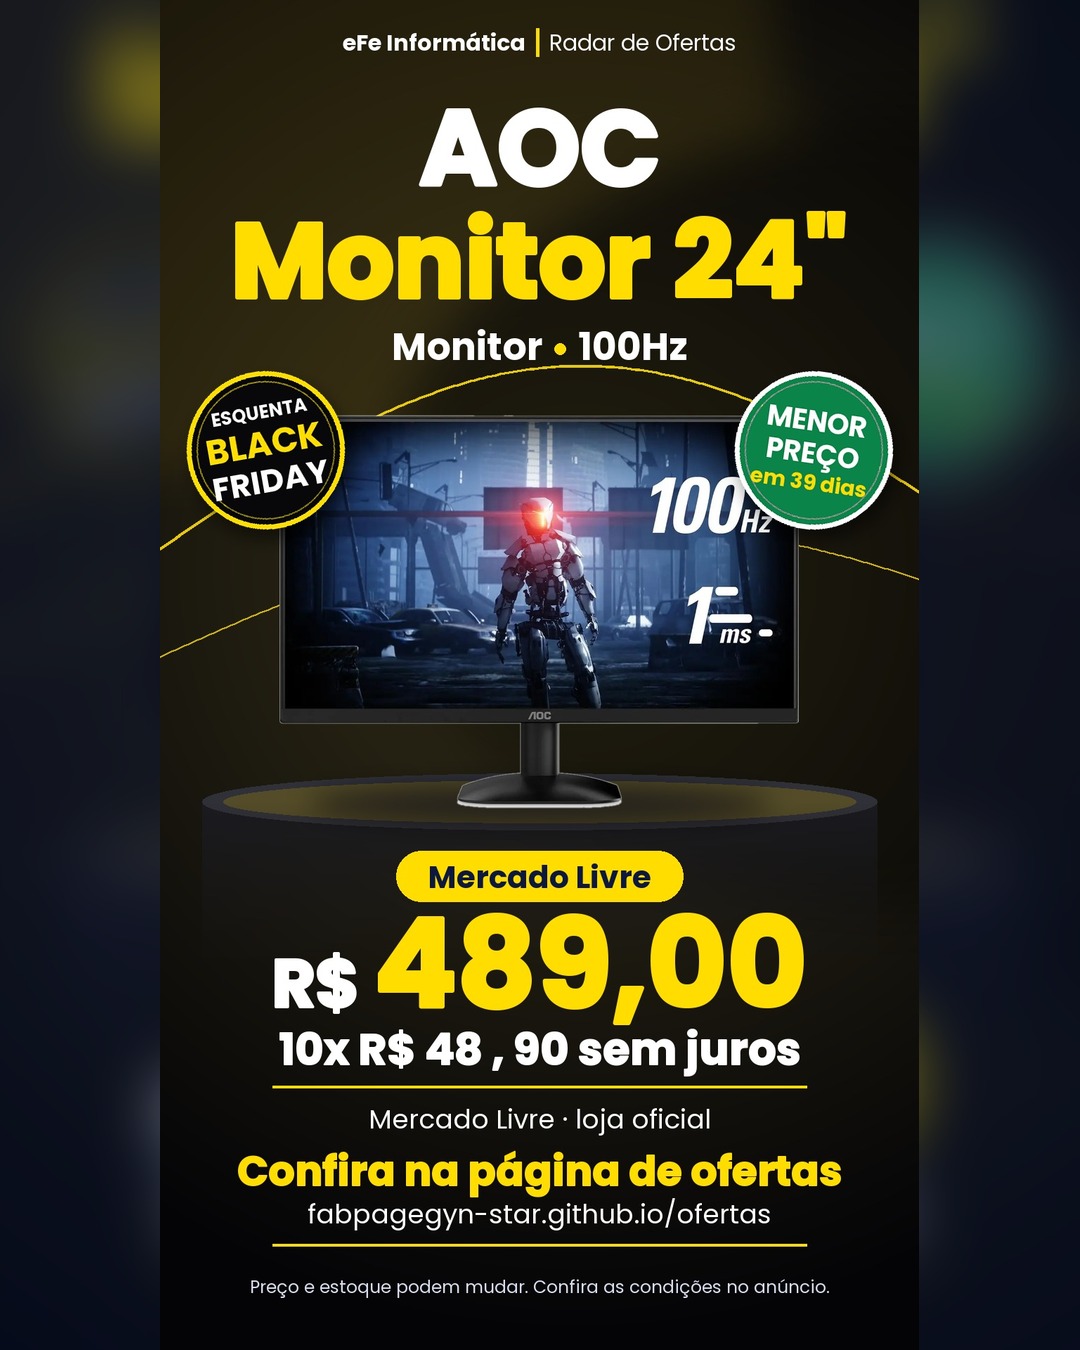 eFe Informática | Radar de Ofertas
AOC
Monitor 24"
Monitor • 100Hz
ESQUENTA
BLACK
FRIDAY
MENOR
PREÇO
em 39 dias
100Hz
1ms
AOC
Mercado Livre
R$ 489,00
10x R$ 48 , 90 sem juros
Mercado Livre · loja oficial
Confira na página de ofertas
fabpagegyn-star.github.io/ofertas
Preço e estoque podem mudar. Confira as condições no anúncio.